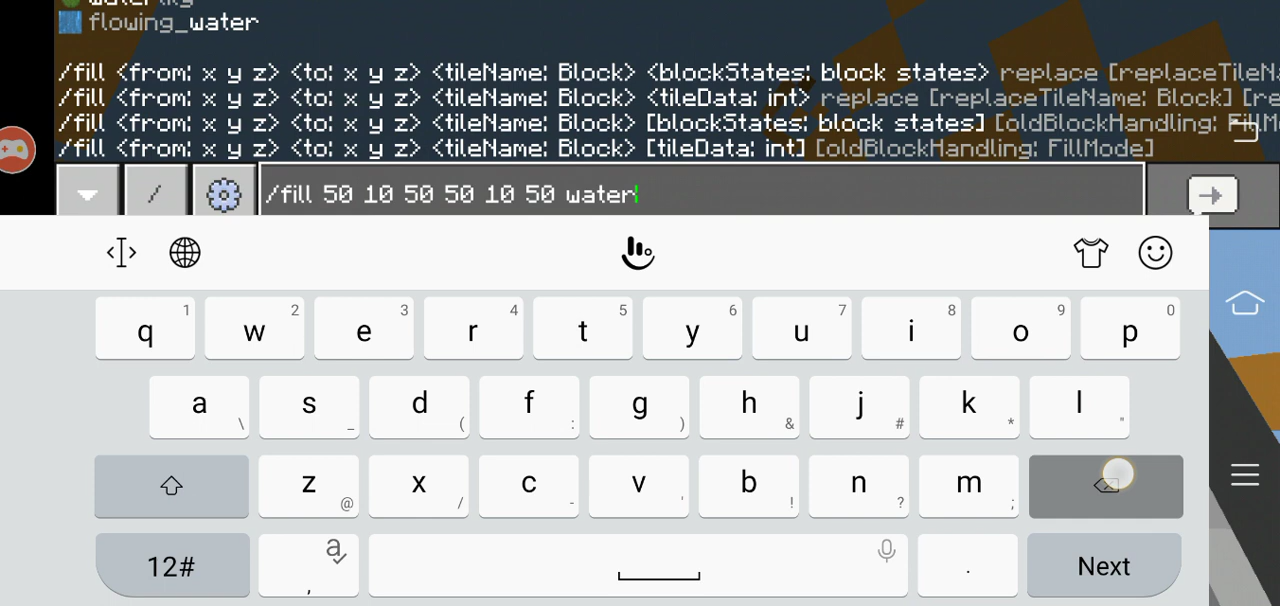 flowing_water
/fill <from: x y z> <to: x y z> <tileName: Block> <blockStates: block states> replace [replaceTileNa
/fill <from: x y z> <to: x y z> <tileName: Block> <tileData: int> replace [replaceTileName: Block] [re
/fill <from: x y z> <to: x y z> <tileName: Block> [blockStates: block states] [oldBlockHandling: FillM
/fill <from: x y z> <to: x y z> <tileName: Block> [tileData: int] [oldBlockHandling: FillMode]
/ /fill 50 10 50 50 10 50 water
q 1 w 2 e 3 r 4 t 5 y 6 u 7 i 8 o 9 p 0
a \ s _ d ( f : g ) h & j # k * l "
z @ x / c - v ' b ! n ? m ;
12# a , . Next